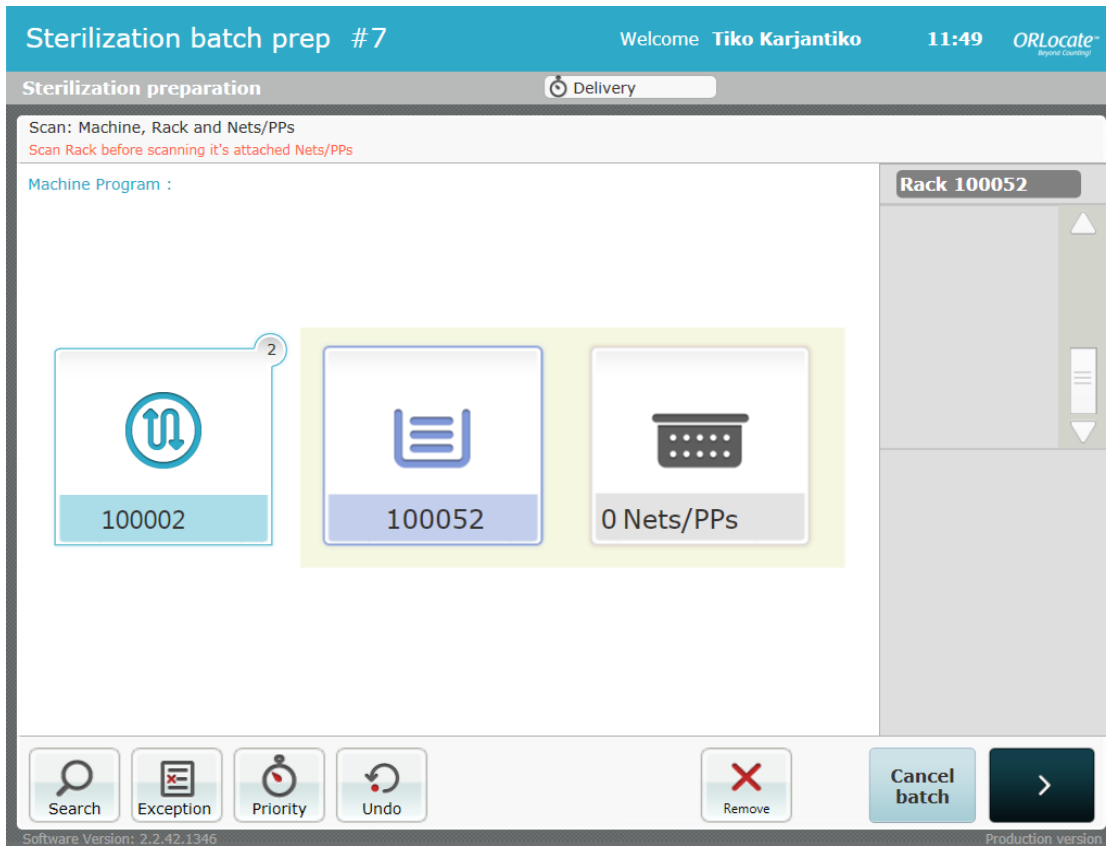 Sterilization batch prep #7
Welcome Tiko Karjantiko
11:49
ORLocate™
Beyond Counting!
Sterilization preparation
Delivery
Scan: Machine, Rack and Nets/PPs
Scan Rack before scanning it's attached Nets/PPs
Machine Program :
Rack 100052
2
100002
100052
0 Nets/PPs
Search
Exception
Priority
Undo
Remove
Cancel
batch
Software Version: 2.2.42.1346
Production version